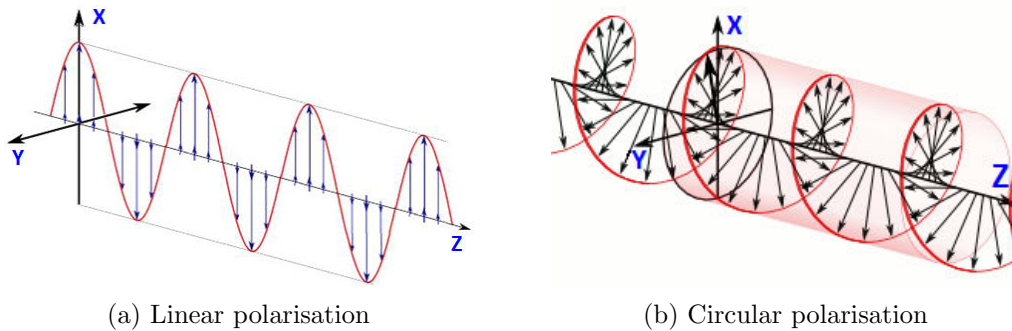 X
Y
Z
X
Y
Z
(a) Linear polarisation
(b) Circular polarisation